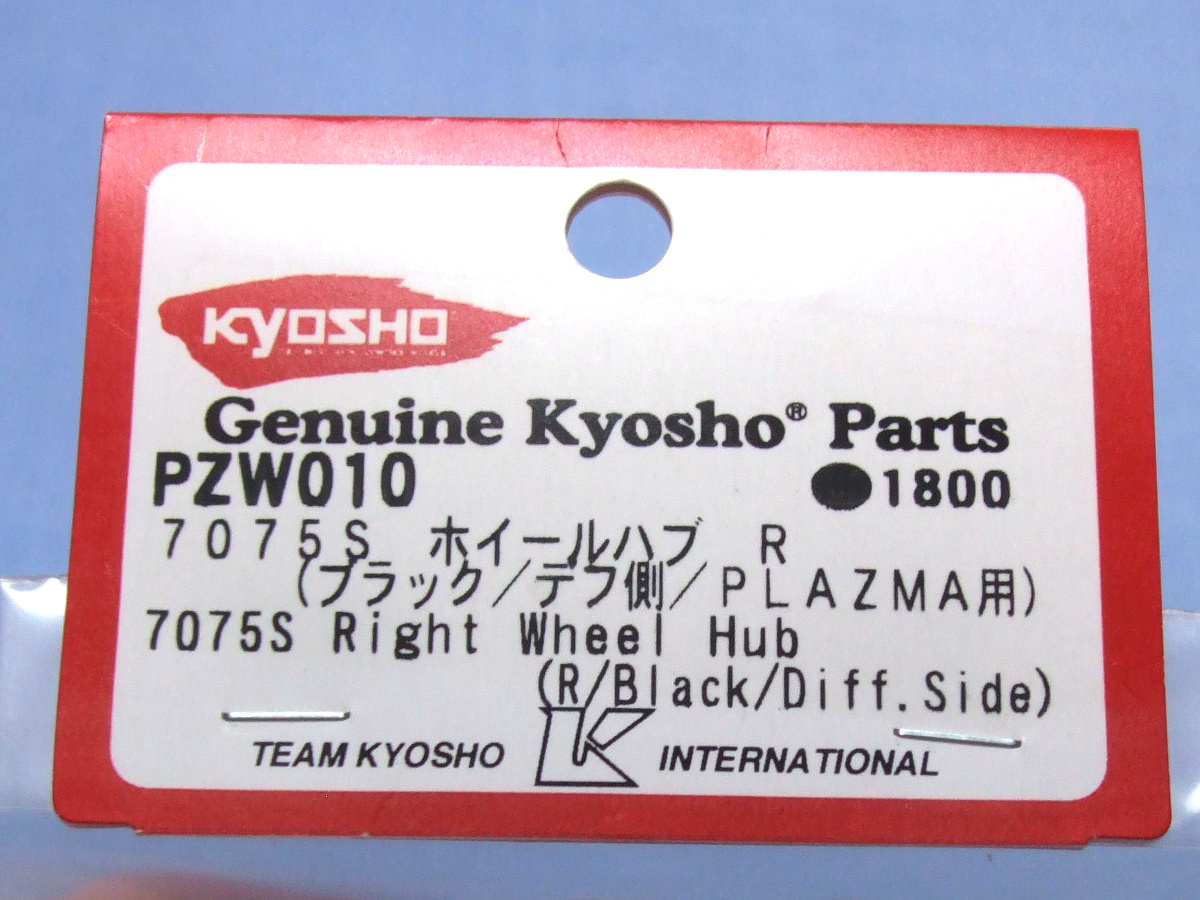 KYOSHO
Genuine Kyosho® Parts
PZW010 ●1800
7075S ホイールハブ R
(ブラック/デフ側/PLAZMA用)
7075S Right Wheel Hub
(R/Black/Diff.Side)
TEAM KYOSHO K INTERNATIONAL